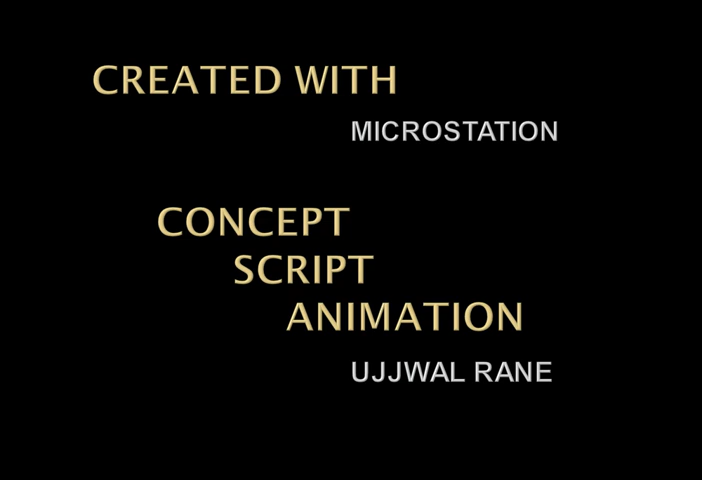 CREATED WITH
MICROSTATION
CONCEPT
SCRIPT
ANIMATION
UJJWAL RANE